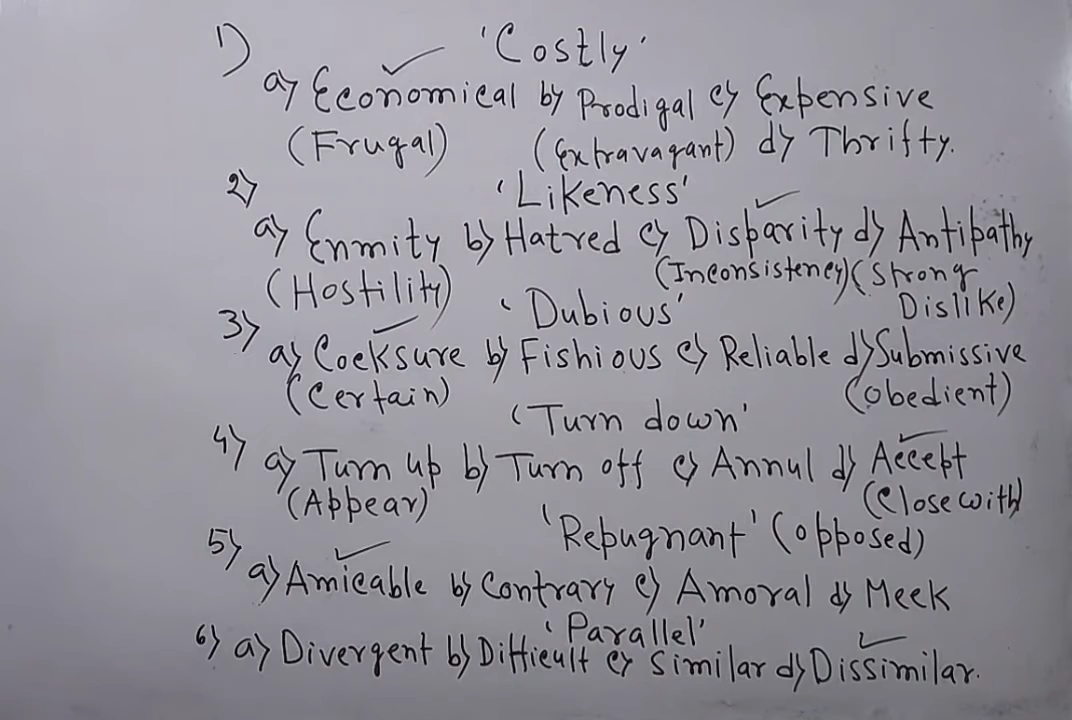 1) 'Costly'
a) Economical b) Prodigal c) Expensive
(Frugal) (Extravagant) d) Thrifty.
2) 'Likeness'
a) Enmity b) Hatred c) Disparity d) Antipathy
(Hostility) (Inconsistency) (Strong Dislike)
3) 'Dubious'
a) Cocksure b) Fishious c) Reliable d) Submissive
(Certain) (Obedient)
4) 'Turn down'
a) Turn up b) Turn off c) Annul d) Accept
(Appear) (Close with)
5) 'Repugnant' (opposed)
a) Amicable b) Contrary c) Amoral d) Meek
'Parallel'
6) a) Divergent b) Difficult c) Similar d) Dissimilar.